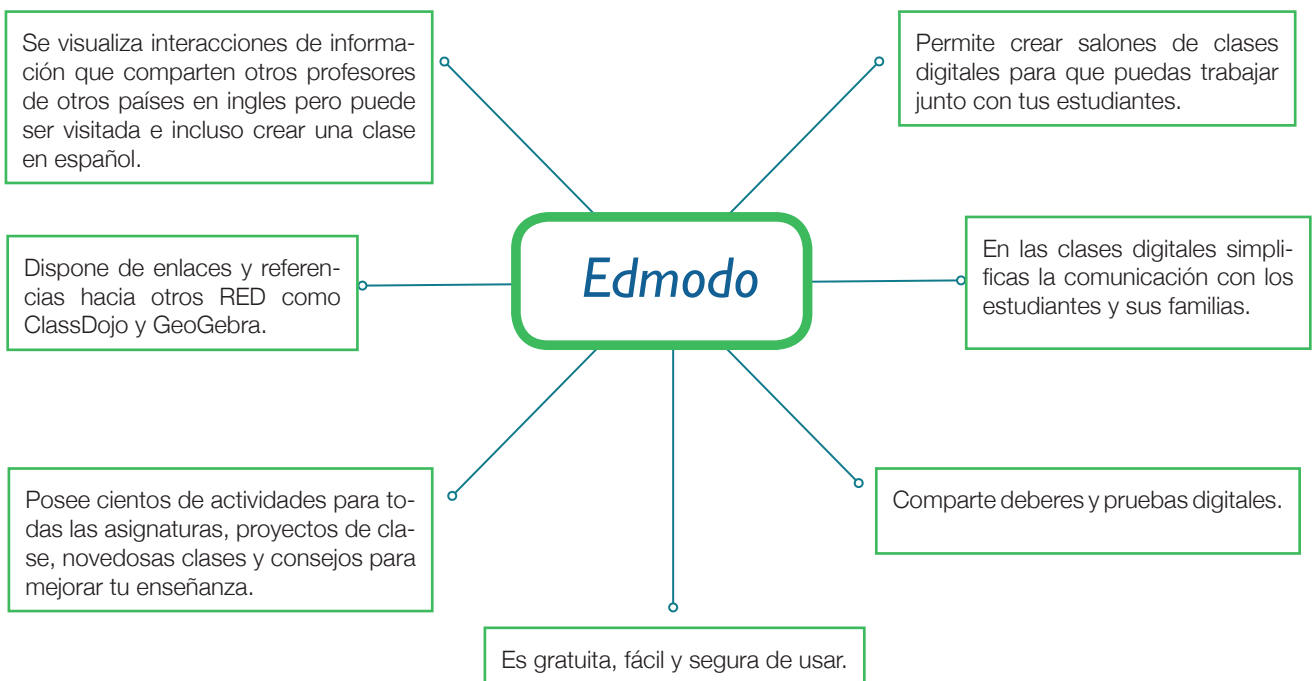 Se visualiza interacciones de informa-
ción que comparten otros profesores
de otros países en ingles pero puede
ser visitada e incluso crear una clase
en español.
Permite crear salones de clases
digitales para que puedas trabajar
junto con tus estudiantes.
Edmodo
Dispone de enlaces y referen-
cias hacia otros RED como
ClassDojo y GeoGebra.
En las clases digitales simpli-
ficas la comunicación con los
estudiantes y sus familias.
Posee cientos de actividades para to-
das las asignaturas, proyectos de cla-
se, novedosas clases y consejos para
mejorar tu enseñanza.
Comparte deberes y pruebas digitales.
Es gratuita, fácil y segura de usar.